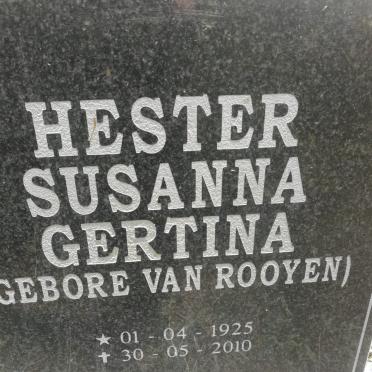 HESTER
SUSANNA
GERTINA
GEBORE VAN ROOYEN)
★ 01 - 04 - 1925
✝ 30 - 05 - 2010